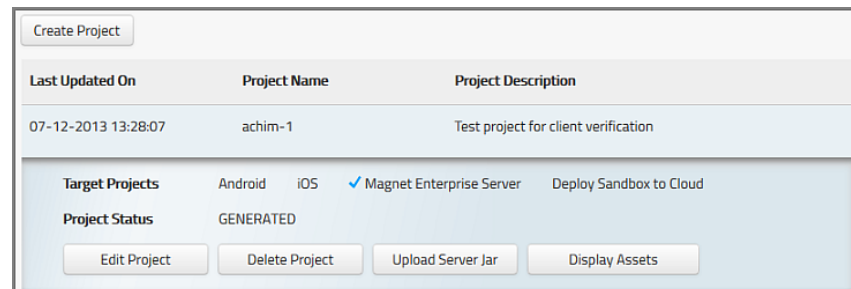 Create Project
Last Updated On Project Name Project Description
07-12-2013 13:28:07 achim-1 Test project for client verification
Target Projects Android iOS ✓ Magnet Enterprise Server Deploy Sandbox to Cloud
Project Status GENERATED
Edit Project Delete Project Upload Server Jar Display Assets